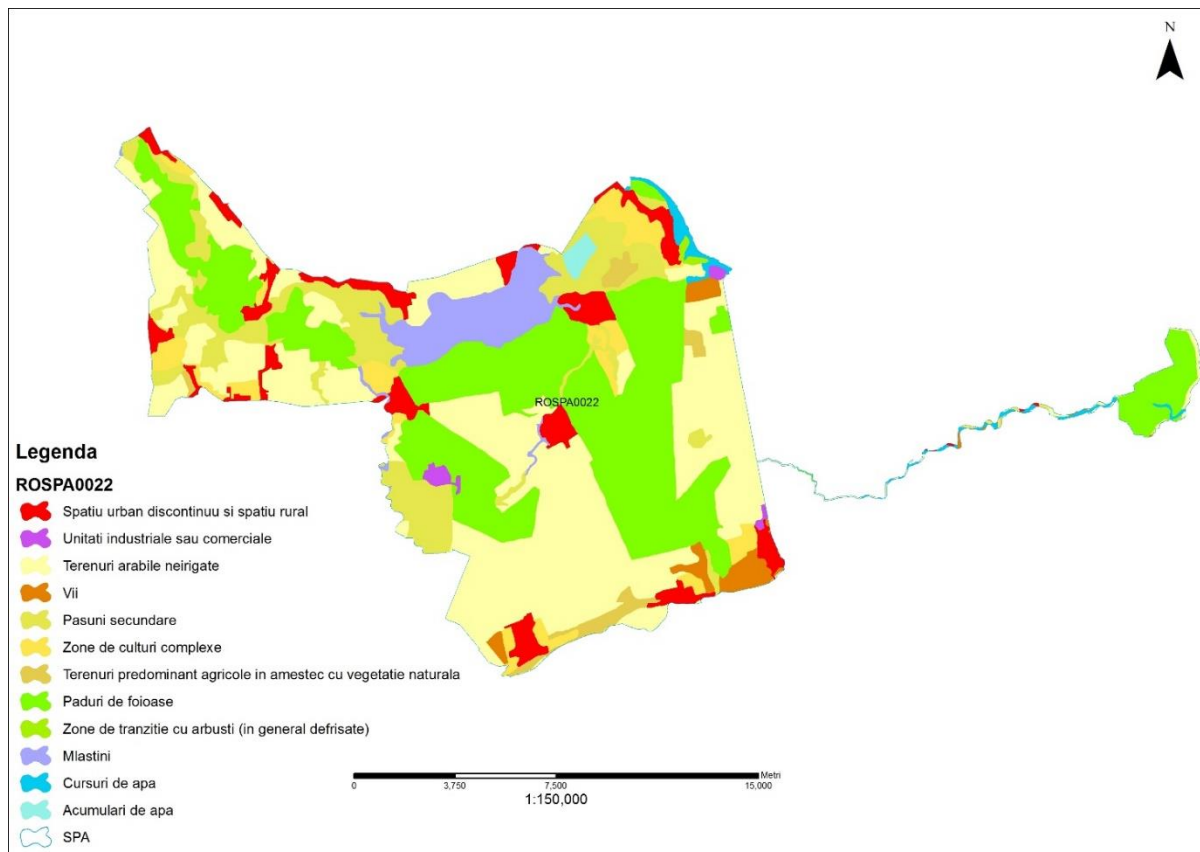 N
ROSPA0022
Legenda
ROSPA0022
Spatiu urban discontinuu si spatiu rural
Unitati industriale sau comerciale
Terenuri arabile neirigate
Vii
Pasuni secundare
Zone de culturi complexe
Terenuri predominant agricole in amestec cu vegetatie naturala
Paduri de foioase
Zone de tranzitie cu arbusti (in general defrisate)
Mlastini
Cursuri de apa
Acumulari de apa
SPA
Metri
0 3,750 7,500 15,000
1:150,000